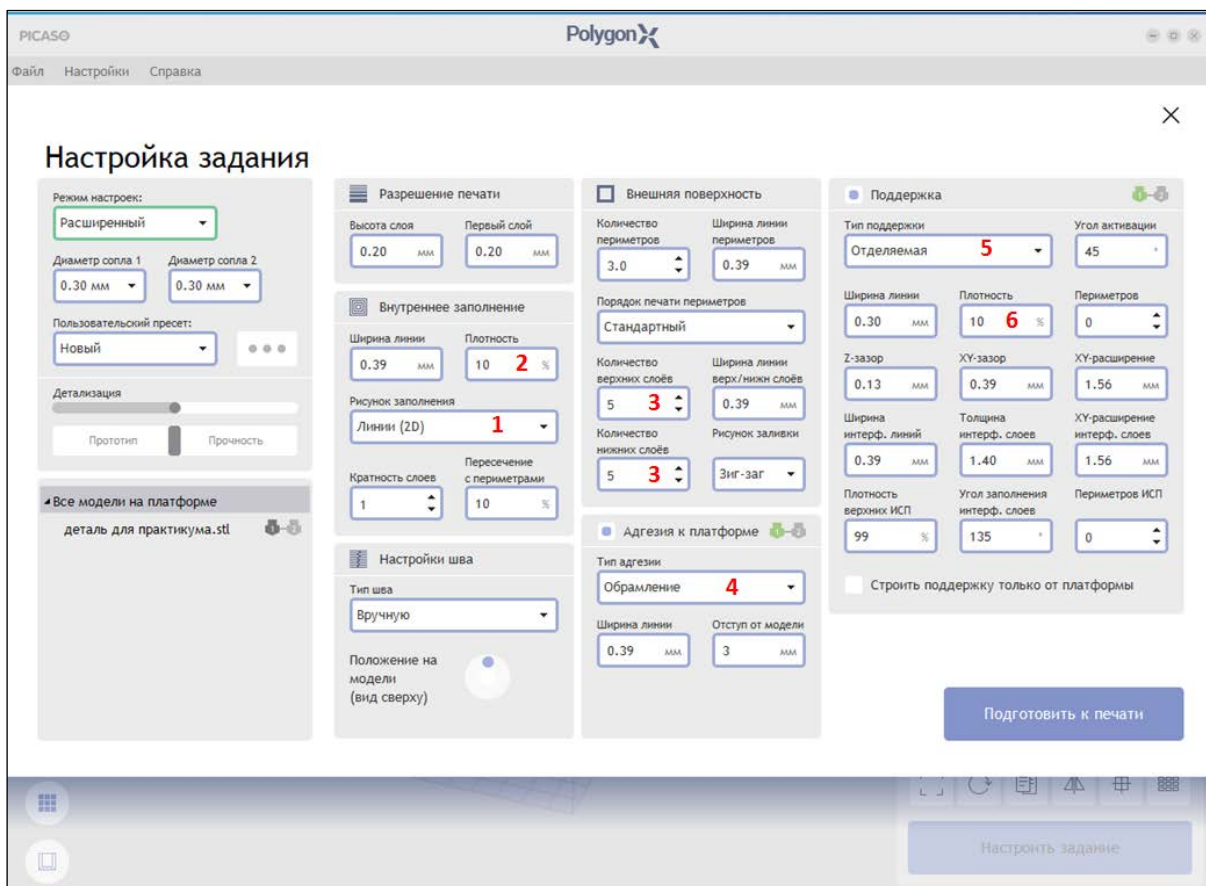 PICASO
PolygonX
Файл Настройки Справка
Настройка задания
Режим настроек:
Расширенный
Диаметр сопла 1 Диаметр сопла 2
0.30 мм 0.30 мм
Пользовательский пресет:
Новый
Детализация
Прототип Прочность
Все модели на платформе
деталь для практикума.stl
Разрешение печати
Высота слоя Первый слой
0.20 мм 0.20 мм
Внутреннее заполнение
Ширина линии Плотность
0.39 мм 10 2 %
Рисунок заполнения
Линии (2D) 1
Кратность слоев Пересечение
с периметрами
1 10 %
Настройки шва
Тип шва
Вручную
Положение на
модели
(вид сверху)
Внешняя поверхность
Количество Ширина линии
периметров периметров
3.0 0.39 мм
Порядок печати периметров
Стандартный
Количество Ширина линии
верхних слоёв верх/нижн слоёв
5 3 0.39 мм
Количество Рисунок заливки
нижних слоёв
5 3 Зиг-заг
Адгезия к платформе 1 2
Тип адгезии
Обрамление 4
Ширина линии Отступ от модели
0.39 мм 3 мм
Поддержка 1 2
Тип поддержки Угол активации
Отделяемая 5 45 °
Ширина линии Плотность Периметров
0.30 мм 10 6 % 0
Z-зазор XY-зазор XY-расширение
0.13 мм 0.39 мм 1.56 мм
Ширина Толщина XY-расширение
интерф. линий интерф. слоев интерф. слоев
0.39 мм 1.40 мм 1.56 мм
Плотность Угол заполнения Периметров ИСП
верхних ИСП интерф. слоев
99 % 135 ° 0
Строить поддержку только от платформы
Подготовить к печати
Настроить задание